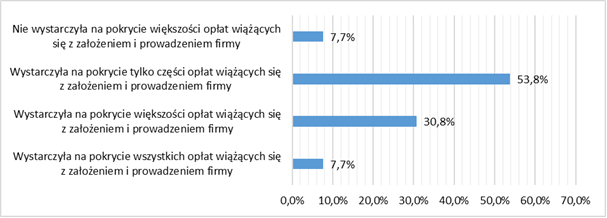 Nie wystarczyła na pokrycie większości opłat wiążących
się z założeniem i prowadzeniem firmy
7,7%
Wystarczyła na pokrycie tylko części opłat wiążących się
z założeniem i prowadzeniem firmy
53,8%
Wystarczyła na pokrycie większości opłat wiążących się
z założeniem i prowadzeniem firmy
30,8%
Wystarczyła na pokrycie wszystkich opłat wiążących się
z założeniem i prowadzeniem firmy
7,7%
0,0% 10,0% 20,0% 30,0% 40,0% 50,0% 60,0% 70,0%